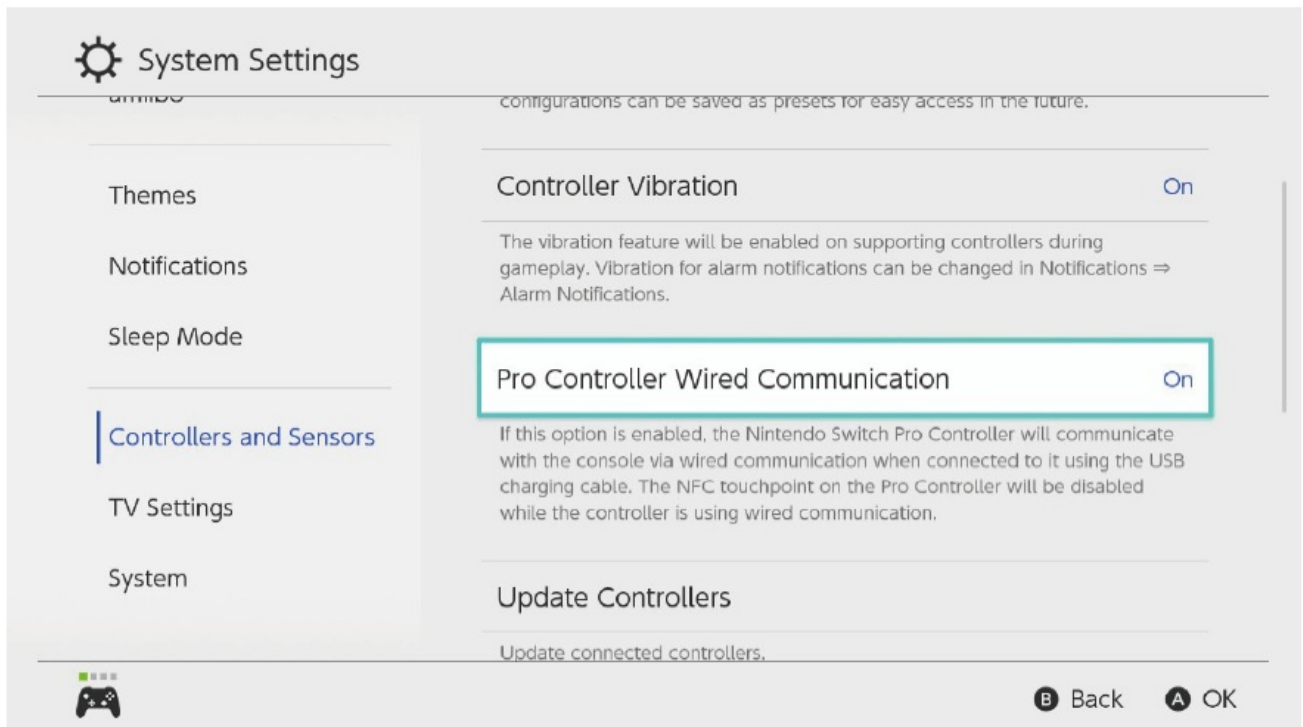 System Settings
amiibo
Themes
Notifications
Sleep Mode
Controllers and Sensors
TV Settings
System
configurations can be saved as presets for easy access in the future.
Controller Vibration On
The vibration feature will be enabled on supporting controllers during
gameplay. Vibration for alarm notifications can be changed in Notifications ⇒
Alarm Notifications.
Pro Controller Wired Communication On
If this option is enabled, the Nintendo Switch Pro Controller will communicate
with the console via wired communication when connected to it using the USB
charging cable. The NFC touchpoint on the Pro Controller will be disabled
while the controller is using wired communication.
Update Controllers
Update connected controllers.
B Back A OK